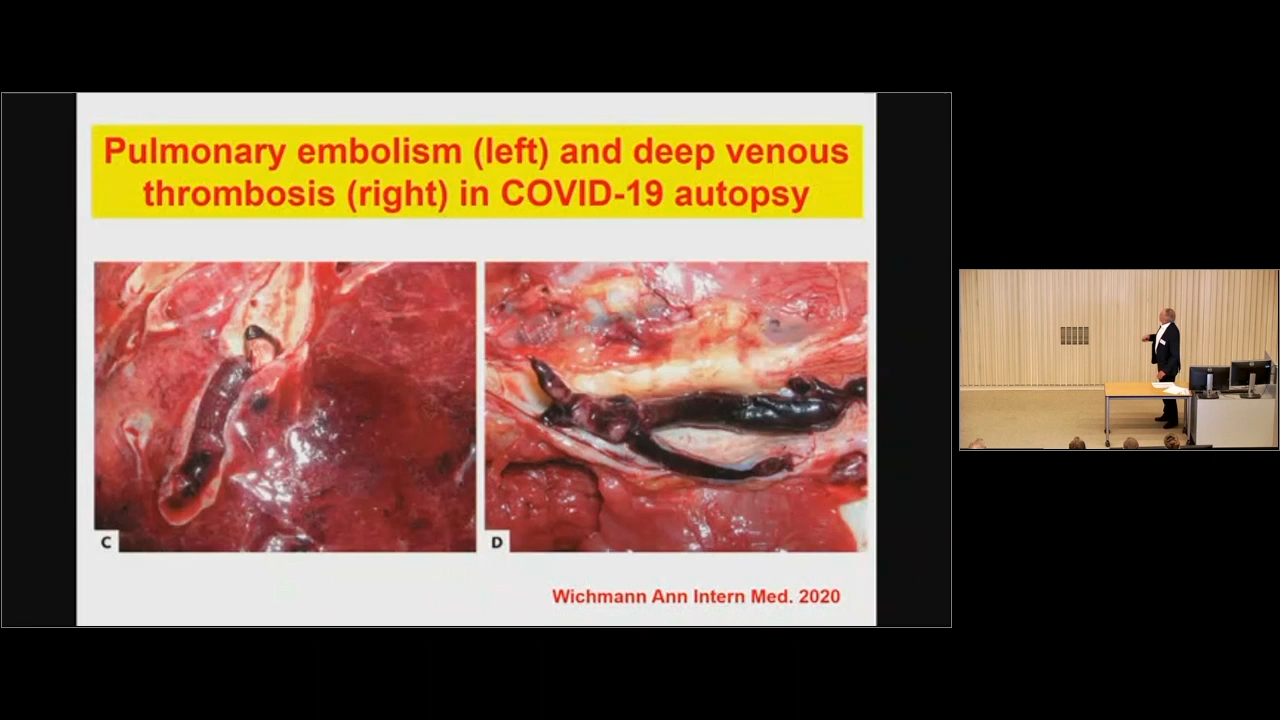 Pulmonary embolism (left) and deep venous
thrombosis (right) in COVID-19 autopsy
C
D
Wichmann Ann Intern Med. 2020